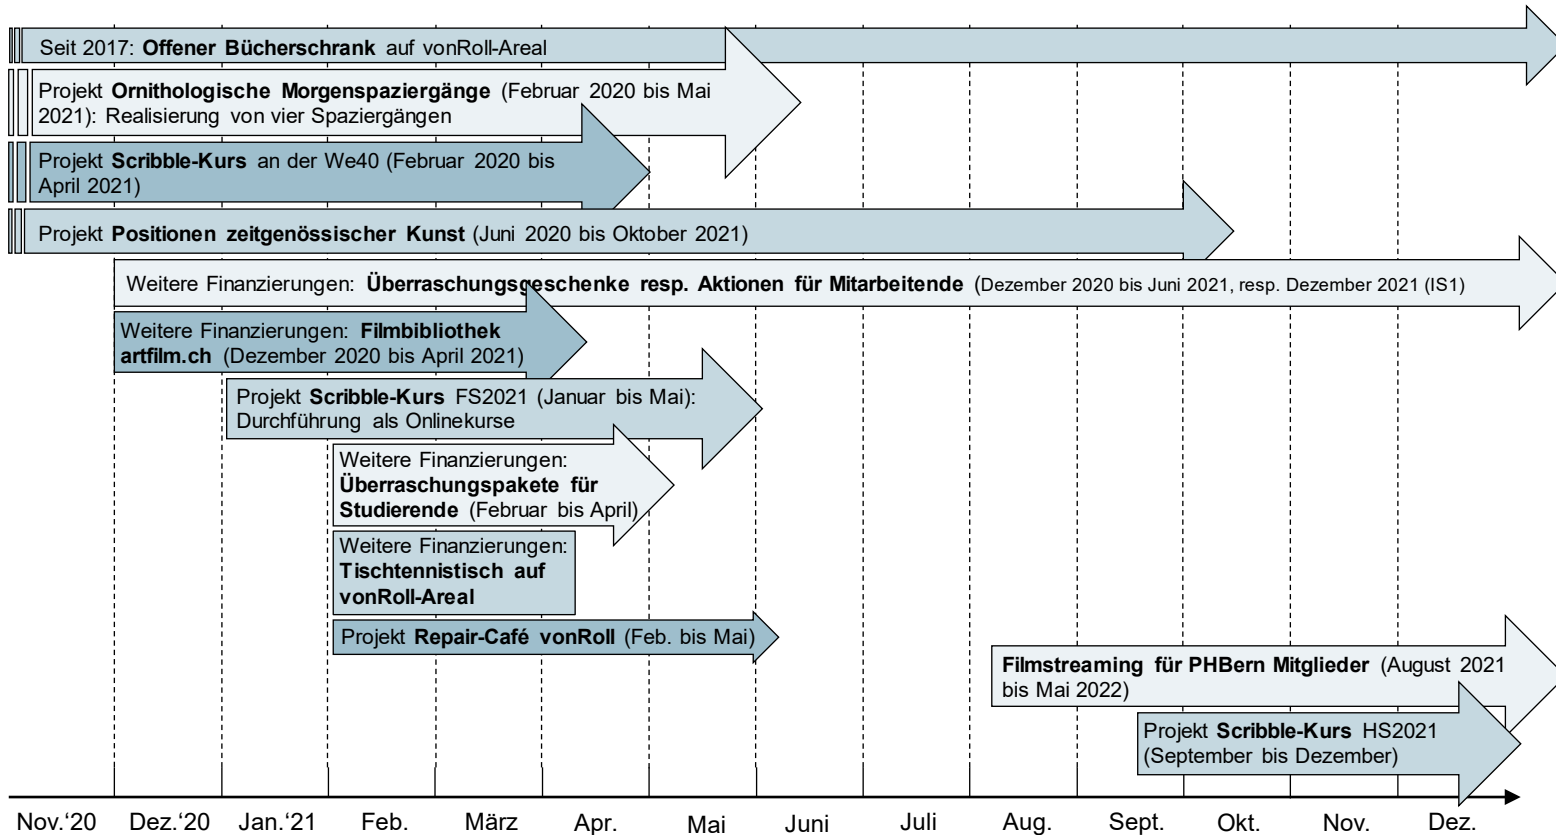 Seit 2017: Offener Bücherschrank auf vonRoll-Areal
Projekt Ornithologische Morgenspaziergänge (Februar 2020 bis Mai
2021): Realisierung von vier Spaziergängen
Projekt Scribble-Kurs an der We40 (Februar 2020 bis
April 2021)
Projekt Positionen zeitgenössischer Kunst (Juni 2020 bis Oktober 2021)
Weitere Finanzierungen: Überraschungsgeschenke resp. Aktionen für Mitarbeitende (Dezember 2020 bis Juni 2021, resp. Dezember 2021 (IS1)
Weitere Finanzierungen: Filmbibliothek
artfilm.ch (Dezember 2020 bis April 2021)
Projekt Scribble-Kurs FS2021 (Januar bis Mai):
Durchführung als Onlinekurse
Weitere Finanzierungen:
Überraschungspakete für
Studierende (Februar bis April)
Weitere Finanzierungen:
Tischtennistisch auf
vonRoll-Areal
Projekt Repair-Café vonRoll (Feb. bis Mai)
Filmstreaming für PHBern Mitglieder (August 2021
bis Mai 2022)
Projekt Scribble-Kurs HS2021
(September bis Dezember)
Nov.‘20 Dez.‘20 Jan.‘21 Feb. März Apr. Mai Juni Juli Aug. Sept. Okt. Nov. Dez.